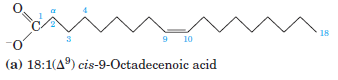 O
1
α
4
C
2
⁻O
3
9
10
18
(a) 18:1(Δ⁹) cis-9-Octadecenoic acid